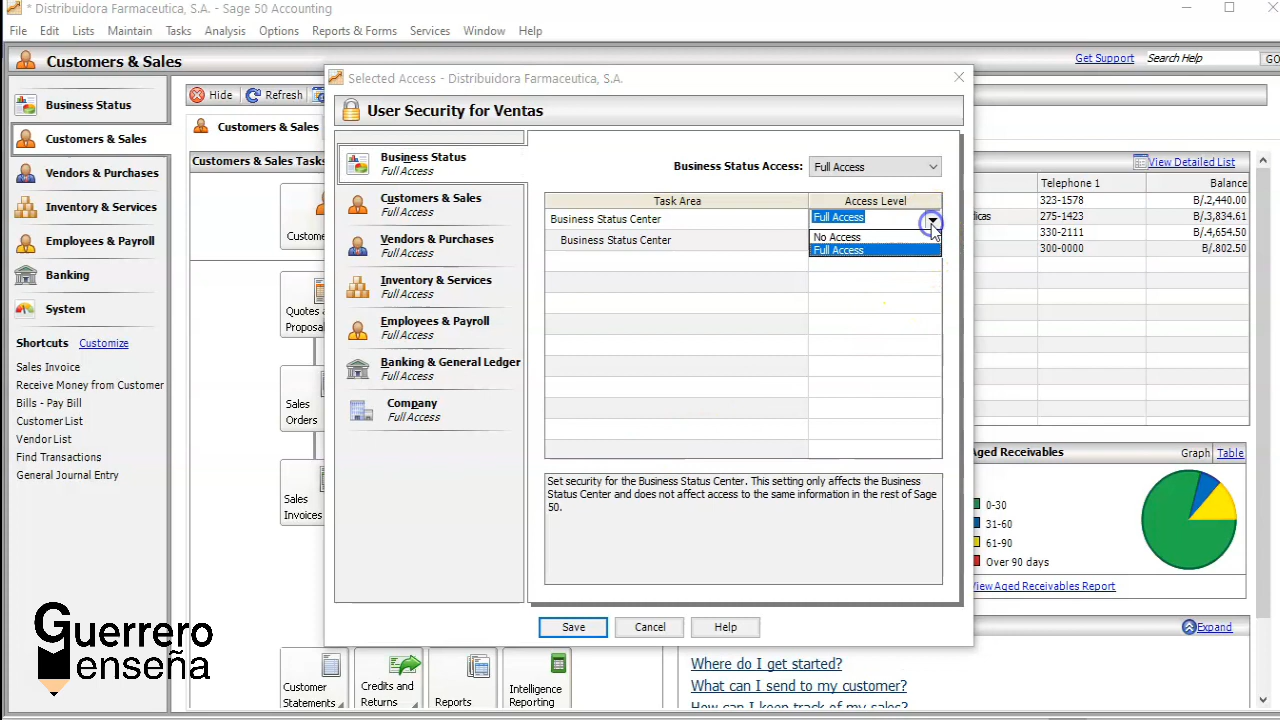 * Distribuidora Farmaceutica, S.A. - Sage 50 Accounting
File Edit Lists Maintain Tasks Analysis Options Reports & Forms Services Window Help
Customers & Sales
Get Support Search Help GO
Business Status
Customers & Sales
Vendors & Purchases
Inventory & Services
Employees & Payroll
Banking
System
Shortcuts Customize
Sales Invoice
Receive Money from Customer
Bills - Pay Bill
Customer List
Vendor List
Find Transactions
General Journal Entry
Hide Refresh
Customers & Sales
Customers & Sales Tasks
Quotes
Sales
Orders
Sales
Invoices
Customer
Statements
Credits and
Returns
Reports
Intelligence
Reporting
Selected Access - Distribuidora Farmaceutica, S.A.
User Security for Ventas
Business Status
Full Access
Customers & Sales
Full Access
Vendors & Purchases
Full Access
Inventory & Services
Full Access
Employees & Payroll
Full Access
Banking & General Ledger
Full Access
Company
Full Access
Business Status Access: Full Access
Task Area Access Level
Business Status Center Full Access
No Access
Full Access
Business Status Center
Set security for the Business Status Center. This setting only affects the Business
Status Center and does not affect access to the same information in the rest of Sage
50.
Save Cancel Help
View Detailed List
Telephone 1 Balance
323-1578 B/.2,440.00
275-1423 B/.3,834.61
330-2111 B/.4,654.50
300-0000 B/.802.50
Aged Receivables Graph Table
0-30
31-60
61-90
Over 90 days
View Aged Receivables Report
Expand
Where do I get started?
What can I send to my customer?
How can I keep track of my sales?
Guerrero
enseña